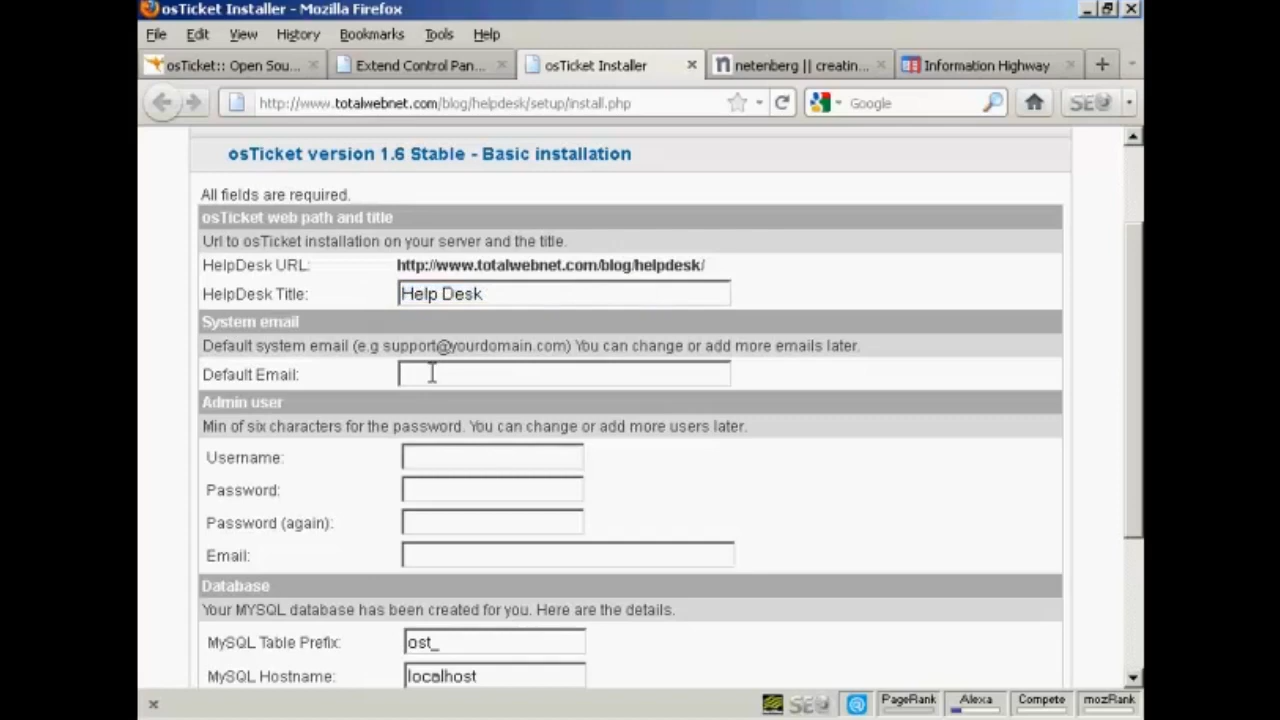 osTicket Installer - Mozilla Firefox
File Edit View History Bookmarks Tools Help
osTicket:: Open Sou... Extend Control Pan... osTicket Installer netenberg || creatin... Information Highway
http://www.totalwebnet.com/blog/helpdesk/setup/install.php Google SEO
osTicket version 1.6 Stable - Basic installation
All fields are required.
osTicket web path and title
Url to osTicket installation on your server and the title.
HelpDesk URL: http://www.totalwebnet.com/blog/helpdesk/
HelpDesk Title: Help Desk
System email
Default system email (e.g support@yourdomain.com) You can change or add more emails later.
Default Email:
Admin user
Min of six characters for the password. You can change or add more users later.
Username:
Password:
Password (again):
Email:
Database
Your MYSQL database has been created for you. Here are the details.
MySQL Table Prefix: ost_
MySQL Hostname: localhost
SEO @ PageRank Alexa Compete mozRank